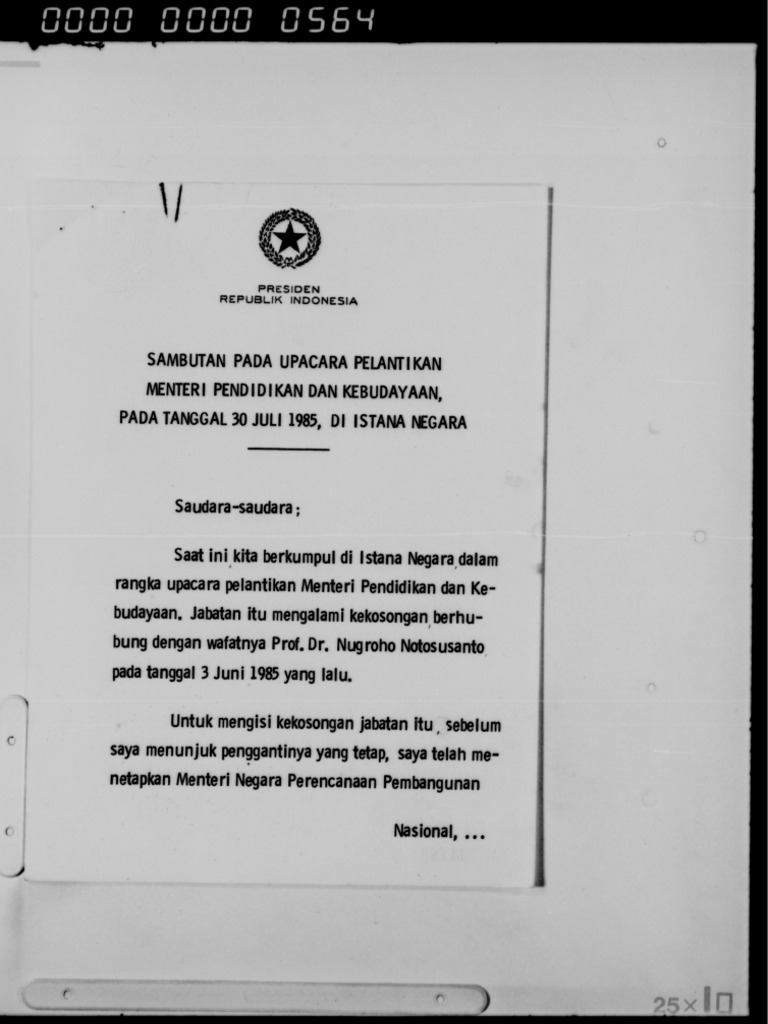 0000 0000 0564
PRESIDEN
REPUBLIK INDONESIA
SAMBUTAN PADA UPACARA PELANTIKAN
MENTERI PENDIDIKAN DAN KEBUDAYAAN,
PADA TANGGAL 30 JULI 1985, DI ISTANA NEGARA
Saudara-saudara;
Saat ini kita berkumpul di Istana Negara dalam
rangka upacara pelantikan Menteri Pendidikan dan Ke-
budayaan. Jabatan itu mengalami kekosongan berhu-
bung dengan wafatnya Prof. Dr. Nugroho Notosusanto
pada tanggal 3 Juni 1985 yang lalu.
Untuk mengisi kekosongan jabatan itu, sebelum
saya menunjuk penggantinya yang tetap, saya telah me-
netapkan Menteri Negara Perencanaan Pembangunan
Nasional, ...
25×10